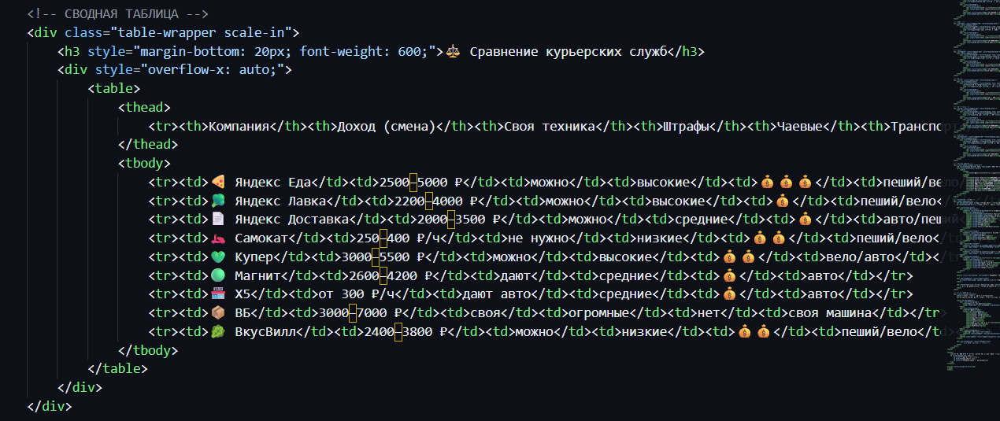 <!-- СВОДНАЯ ТАБЛИЦА -->
<div class="table-wrapper scale-in">
<h3 style="margin-bottom: 20px; font-weight: 600;">⚖️ Сравнение курьерских служб</h3>
<div style="overflow-x: auto;">
<table>
<thead>
<tr><th>Компания</th><th>Доход (смена)</th><th>Своя техника</th><th>Штрафы</th><th>Чаевые</th><th>Транспорт
</thead>
<tbody>
<tr><td>🍕 Яндекс Еда</td><td>2500–5000 ₽</td><td>можно</td><td>высокие</td><td>💰💰💰</td><td>пеший/ве
<tr><td>🍀 Яндекс Лавка</td><td>2200–4000 ₽</td><td>можно</td><td>высокие</td><td>💰</td><td>пеший/вело<
<tr><td>📄 Яндекс Доставка</td><td>2000–3500 ₽</td><td>можно</td><td>средние</td><td>💰</td><td>авто/пеший
<tr><td>🛴 Самокат</td><td>250–400 ₽/ч</td><td>не нужно</td><td>низкие</td><td>💰💰</td><td>пеший/вело<
<tr><td>💚 Купер</td><td>3000–5500 ₽</td><td>можно</td><td>высокие</td><td>💰💰</td><td>вело/авто</td></tr>
<tr><td>🟢 Магнит</td><td>2600–4200 ₽</td><td>дают</td><td>средние</td><td>💰</td><td>авто</td></tr>
<tr><td>🏪 X5</td><td>от 300 ₽/ч</td><td>дают авто</td><td>средние</td><td>💰</td><td>авто</td></tr>
<tr><td>📦 ВБ</td><td>3000–7000 ₽</td><td>своя</td><td>огромные</td><td>нет</td><td>своя машина</td></tr>
<tr><td>🥦 ВкусВилл</td><td>2400–3800 ₽</td><td>можно</td><td>низкие</td><td>💰💰</td><td>пеший/вело</td>
</tbody>
</table>
</div>
</div>